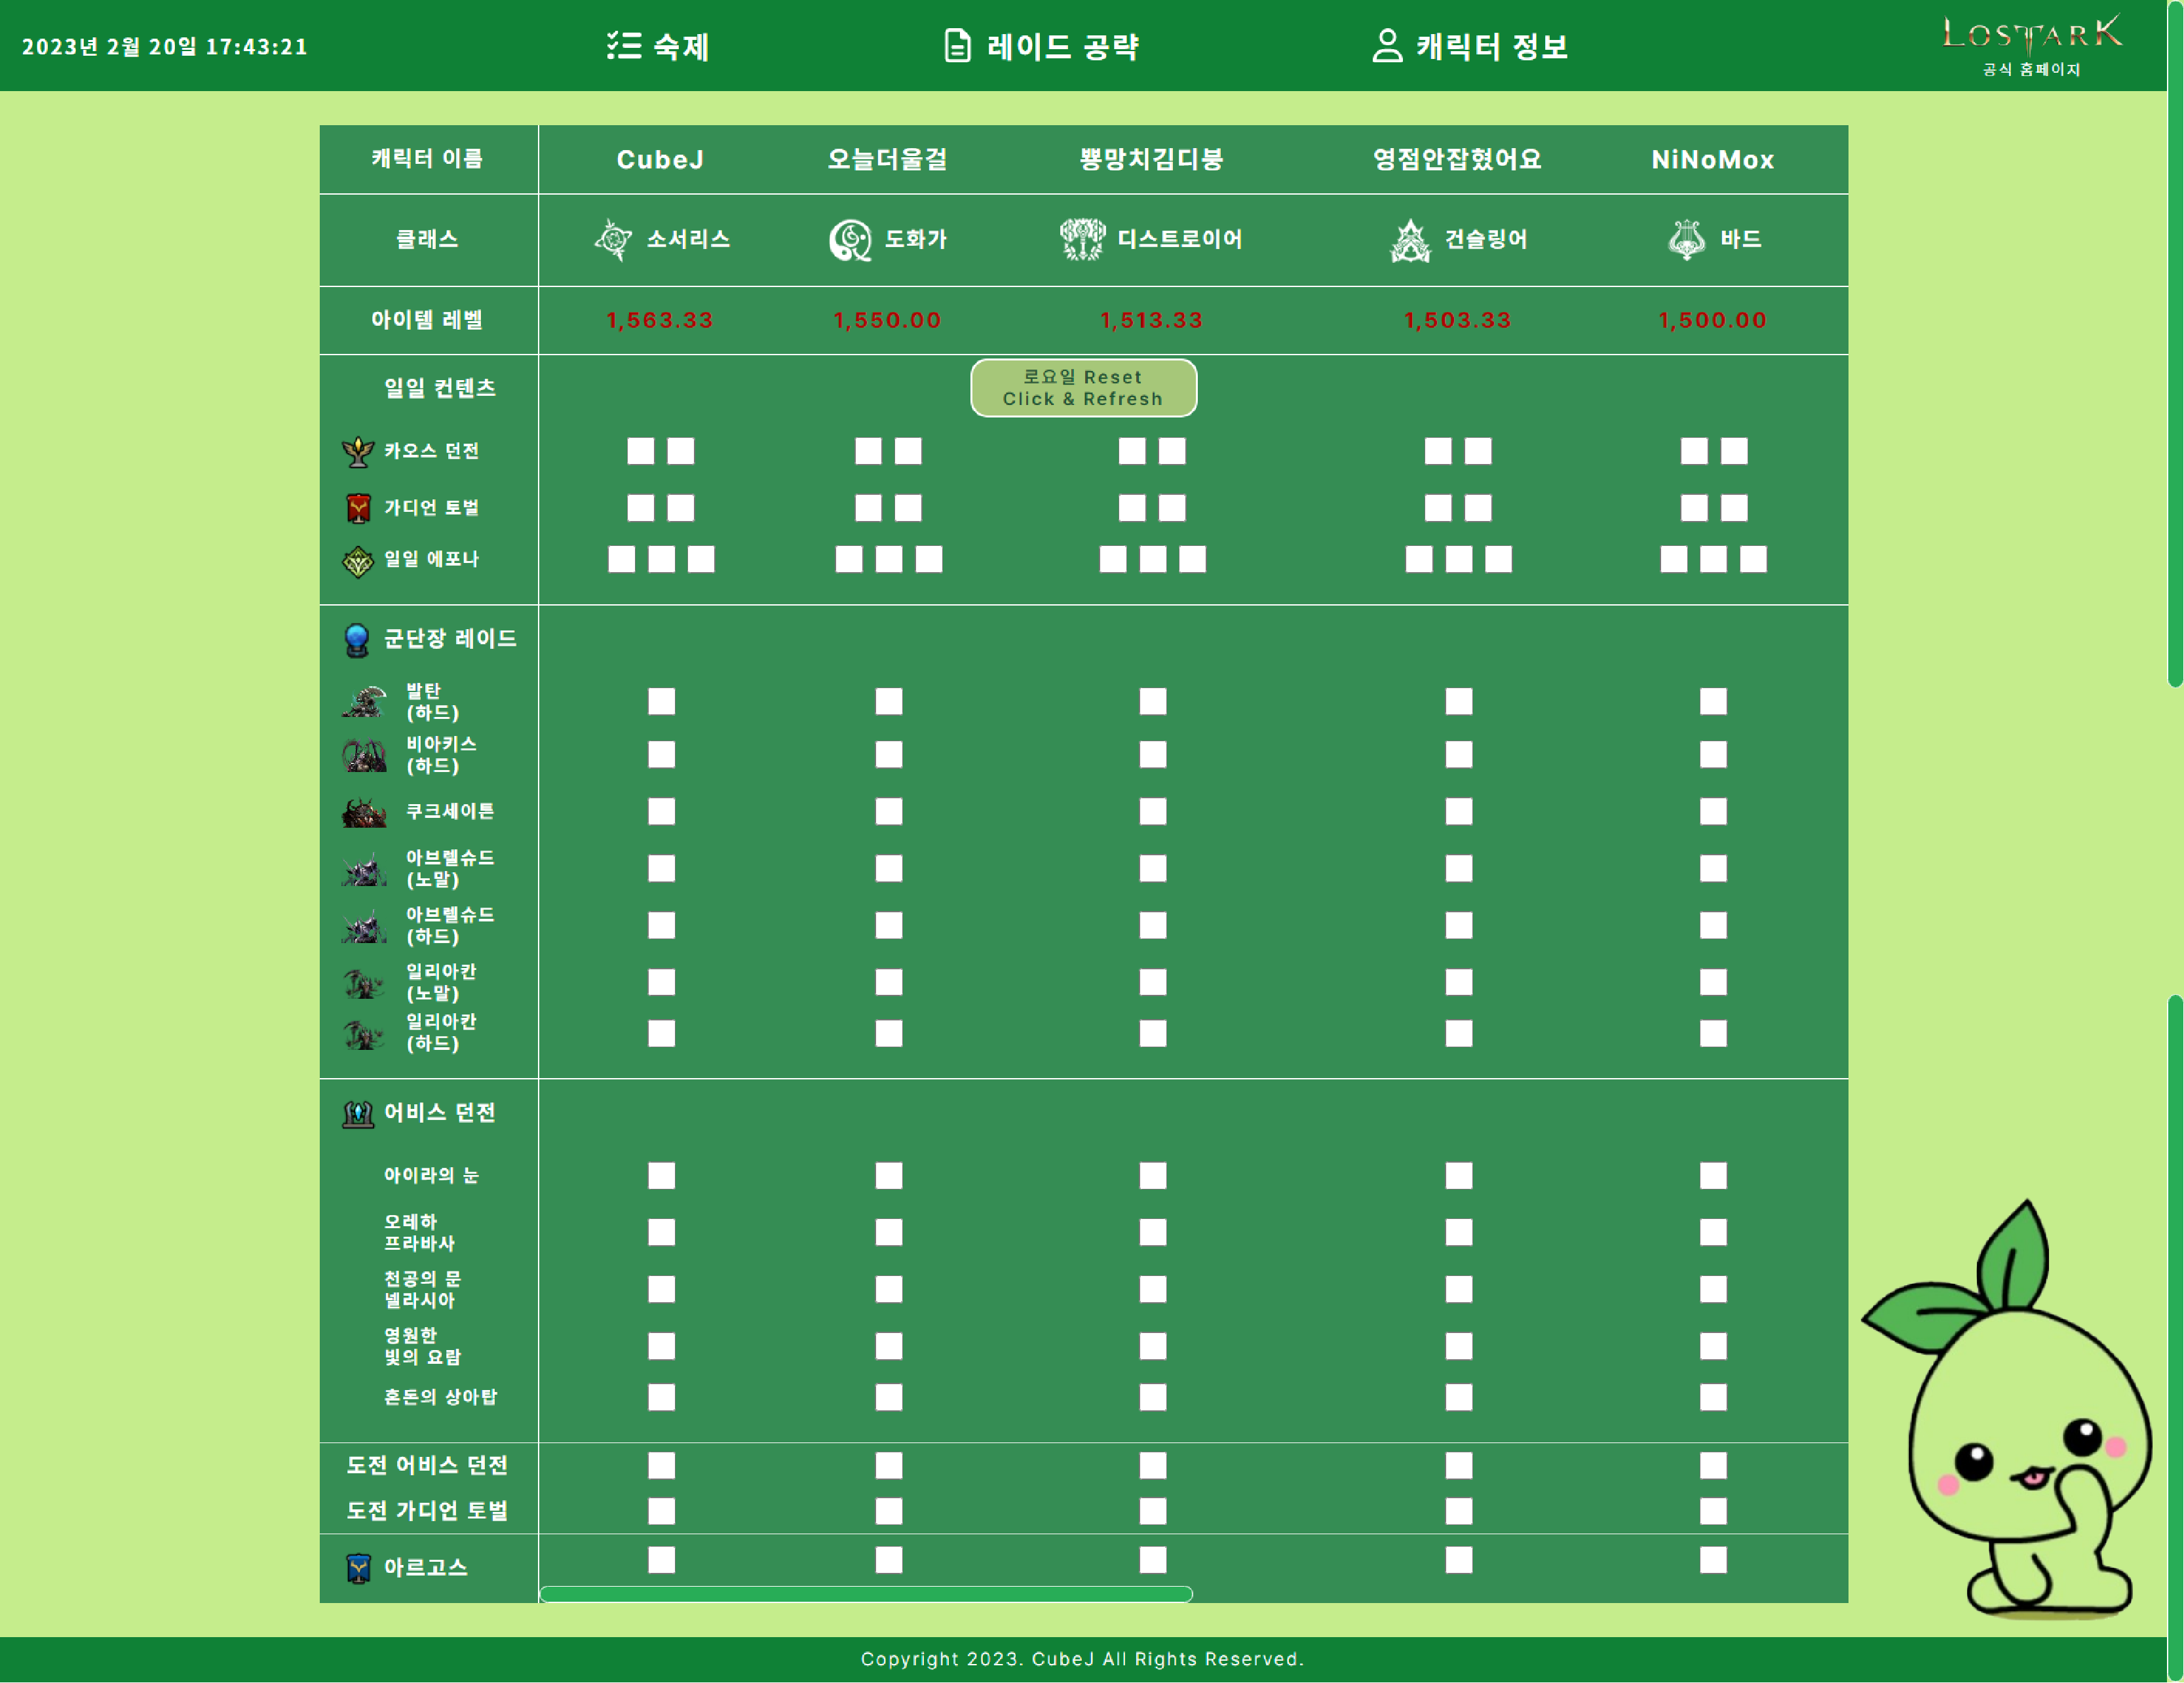 2023년 2월 20일 17:43:21
숙제
레이드 공략
캐릭터 정보
LOSTARK
공식 홈페이지
캐릭터 이름 CubeJ 오늘더울걸 뿅망치김디붕 영점안잡혔어요 NiNoMox
클래스 소서리스 도화가 디스트로이어 건슬링어 바드
아이템 레벨 1,563.33 1,550.00 1,513.33 1,503.33 1,500.00
일일 컨텐츠
로요일 Reset
Click & Refresh
카오스 던전
가디언 토벌
일일 에포나
군단장 레이드
발탄
(하드)
비아키스
(하드)
쿠크세이튼
아브렐슈드
(노말)
아브렐슈드
(하드)
일리아칸
(노말)
일리아칸
(하드)
어비스 던전
아이라의 눈
오레하
프라바사
천공의 문
넬라시아
영원한
빛의 요람
혼돈의 상아탑
도전 어비스 던전
도전 가디언 토벌
아르고스
Copyright 2023. CubeJ All Rights Reserved.